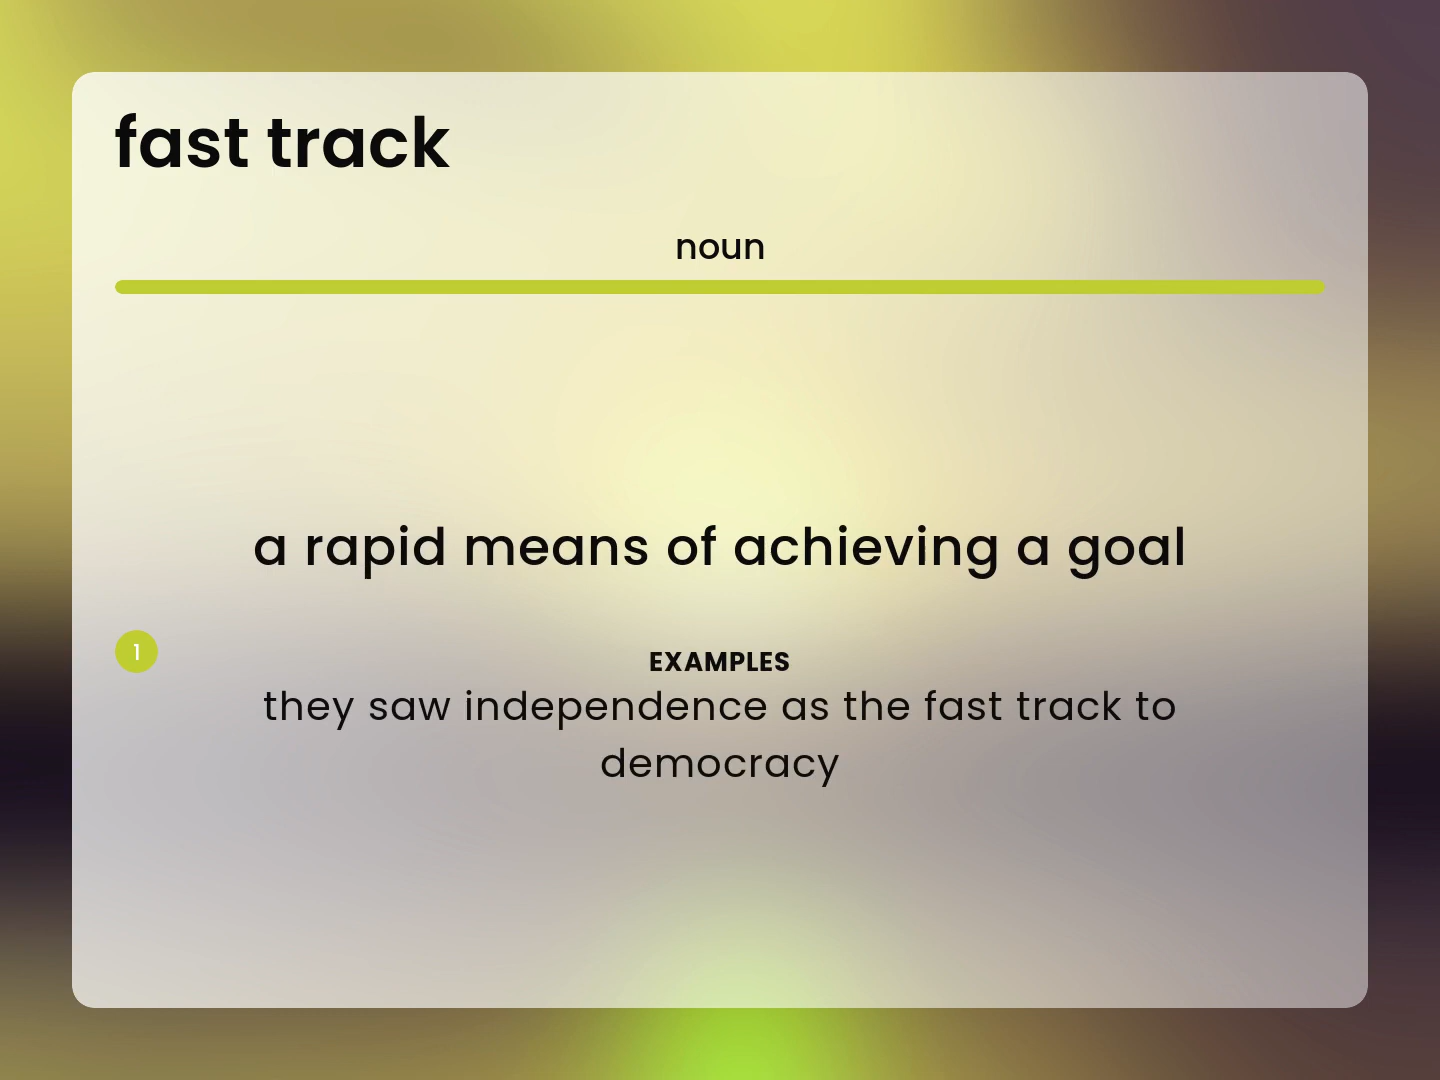 fast track
noun
a rapid means of achieving a goal
1
EXAMPLES
they saw independence as the fast track to
democracy